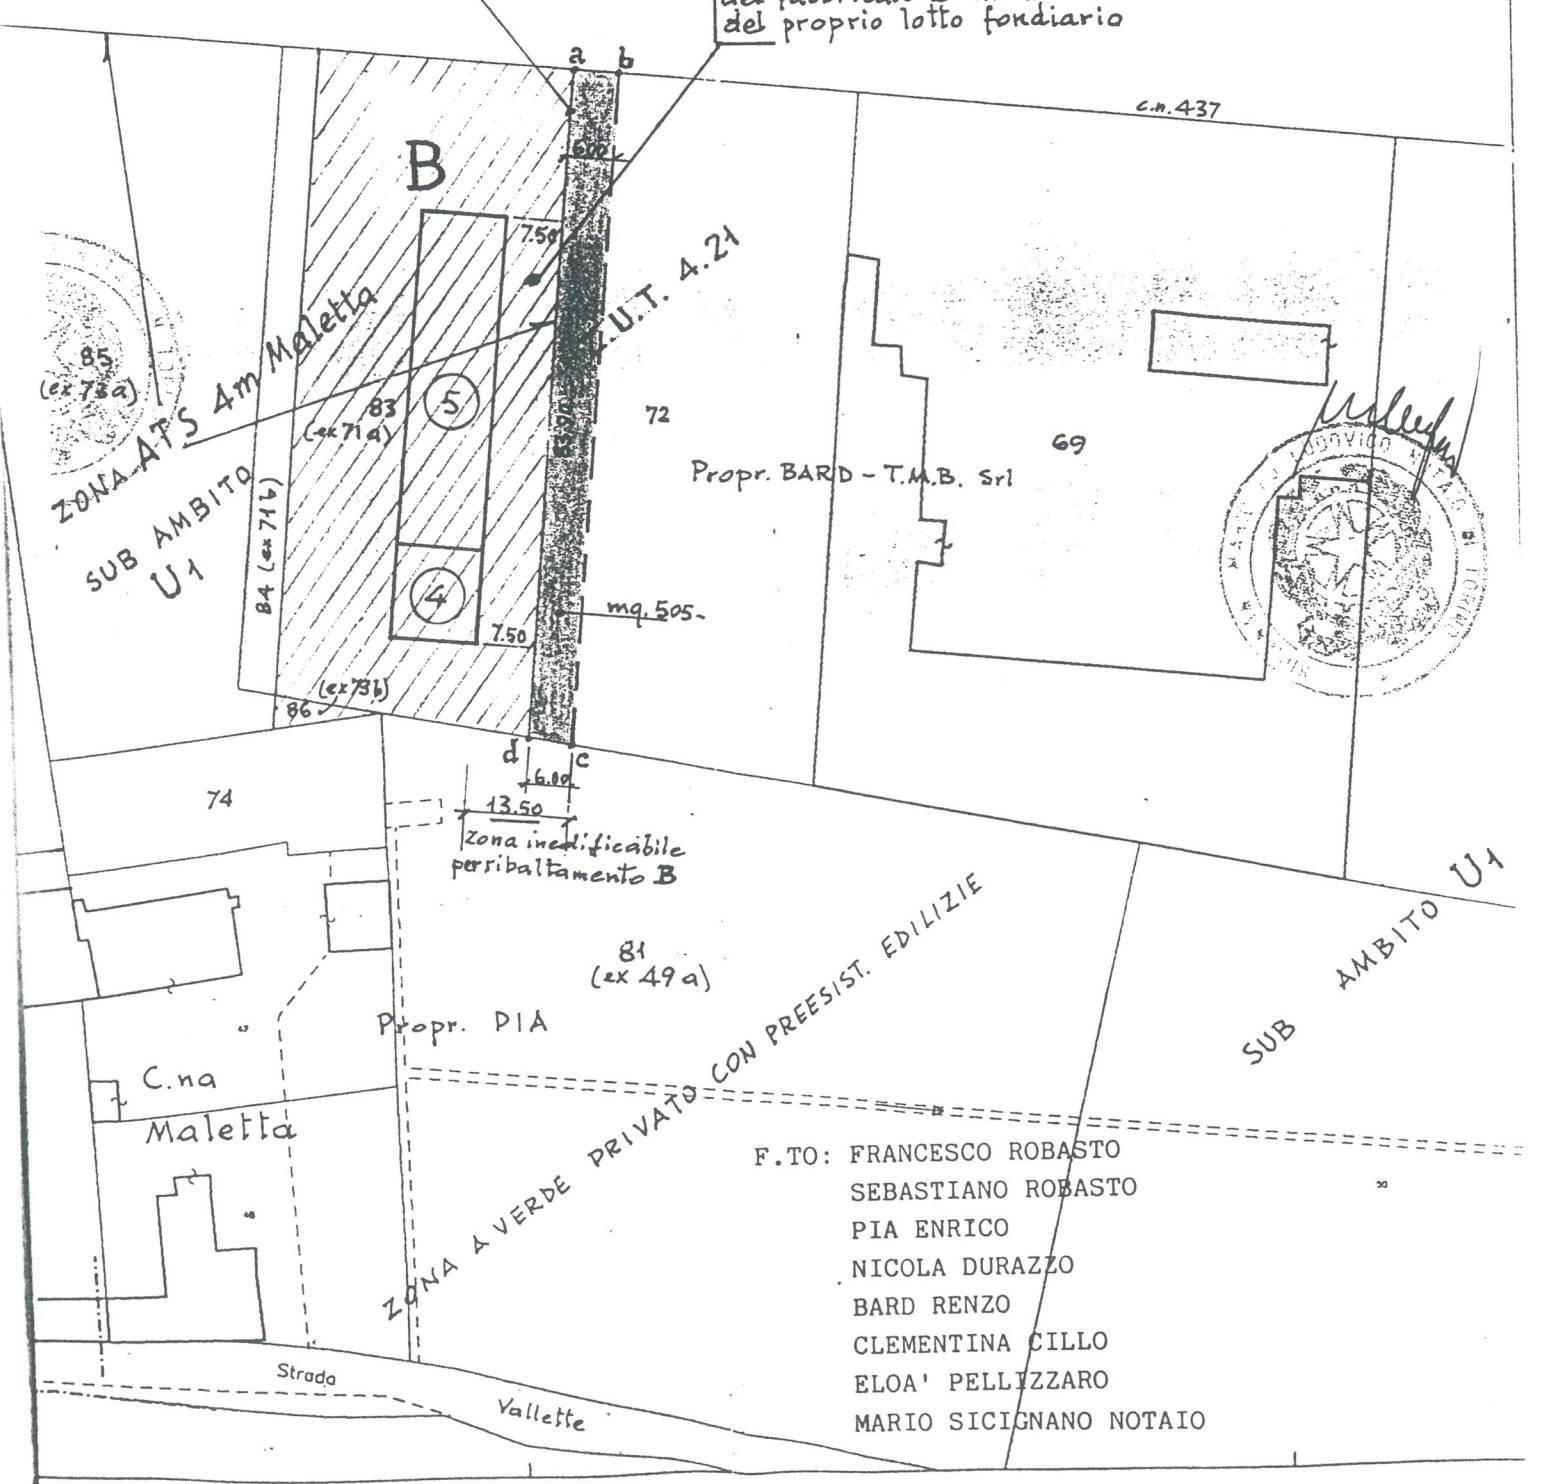 del proprio lotto fondiario
a b
c.n. 437
6.00
B
7.50
L.U.T. 4.21
ZONA ATS 4m Maletta
85
(ex 73a)
83
(ex 71a)
5
72
69
Propr. BARD - T.M.B. Srl
SUB AMBITO
U1
84 (ex 71b)
4
mq. 505-
7.50
(ex 73b)
86
d c
6.00
74
13.50
zona inedificabile
per ribaltamento B
81
(ex 49a)
SUB AMBITO U1
Propr. PIA
C.na
Maletta
ZONA A VERDE PRIVATO CON PREESIST. EDILIZIE
F.TO: FRANCESCO ROBASTO
SEBASTIANO ROBASTO
PIA ENRICO
NICOLA DURAZZO
BARD RENZO
CLEMENTINA CILLO
ELOA' PELLIZZARO
MARIO SICIGNANO NOTAIO
Strada
Vallette